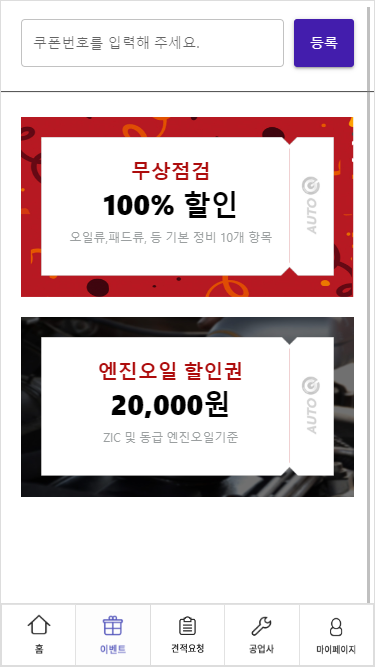 쿠폰번호를 입력해 주세요.
등록
무상점검
100% 할인
오일류,패드류, 등 기본 정비 10개 항목
AUTO
엔진오일 할인권
20,000원
ZIC 및 동급 엔진오일기준
AUTO
홈
이벤트
견적요청
공업사
마이페이지